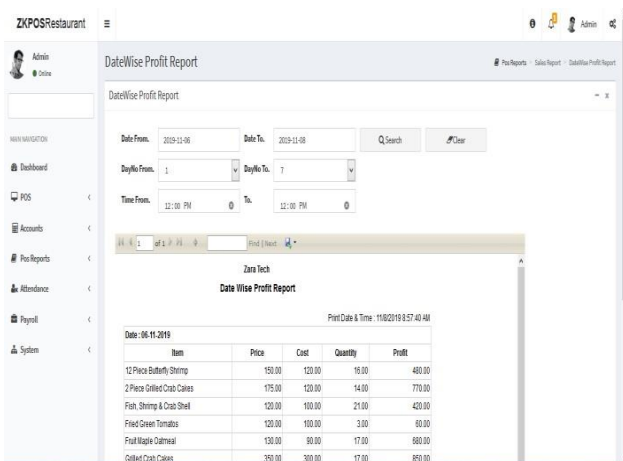 ZKPOSRestaurant
Admin
Admin
Online
DateWise Profit Report
Pos Reports > Sales Report > DateWise Profit Report
DateWise Profit Report
MAIN NAVIGATION
Dashboard
POS
Accounts
Pos Reports
Attendance
Payroll
System
Date From. 2019-11-06 Date To. 2019-11-08 Search Clear
DayNo From. 1 DayNo To. 7
Time From. 12:00 PM To. 12:00 PM
1 of 1 Find | Next
Zara Tech
Date Wise Profit Report
Print Date & Time : 11/8/2019 8:57:40 AM
Date : 06-11-2019
Item Price Cost Quantity Profit
12 Piece Butterfly Shrimp 150.00 120.00 16.00 480.00
2 Piece Grilled Crab Cakes 175.00 120.00 14.00 770.00
Fish, Shrimp & Crab Shell 120.00 100.00 21.00 420.00
Fried Green Tomatos 120.00 100.00 3.00 60.00
Fruit Maple Oatmeal 130.00 90.00 17.00 680.00
Grilled Crab Cakes 350.00 300.00 17.00 850.00